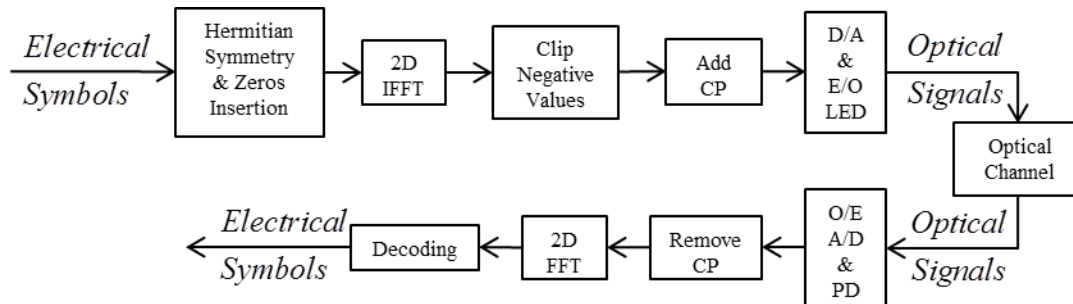 Electrical
Symbols
Hermitian
Symmetry
& Zeros
Insertion
2D
IFFT
Clip
Negative
Values
Add
CP
D/A
&
E/O
LED
Optical
Signals
Optical
Channel
Optical
Signals
O/E
A/D
&
PD
Remove
CP
2D
FFT
Decoding
Electrical
Symbols